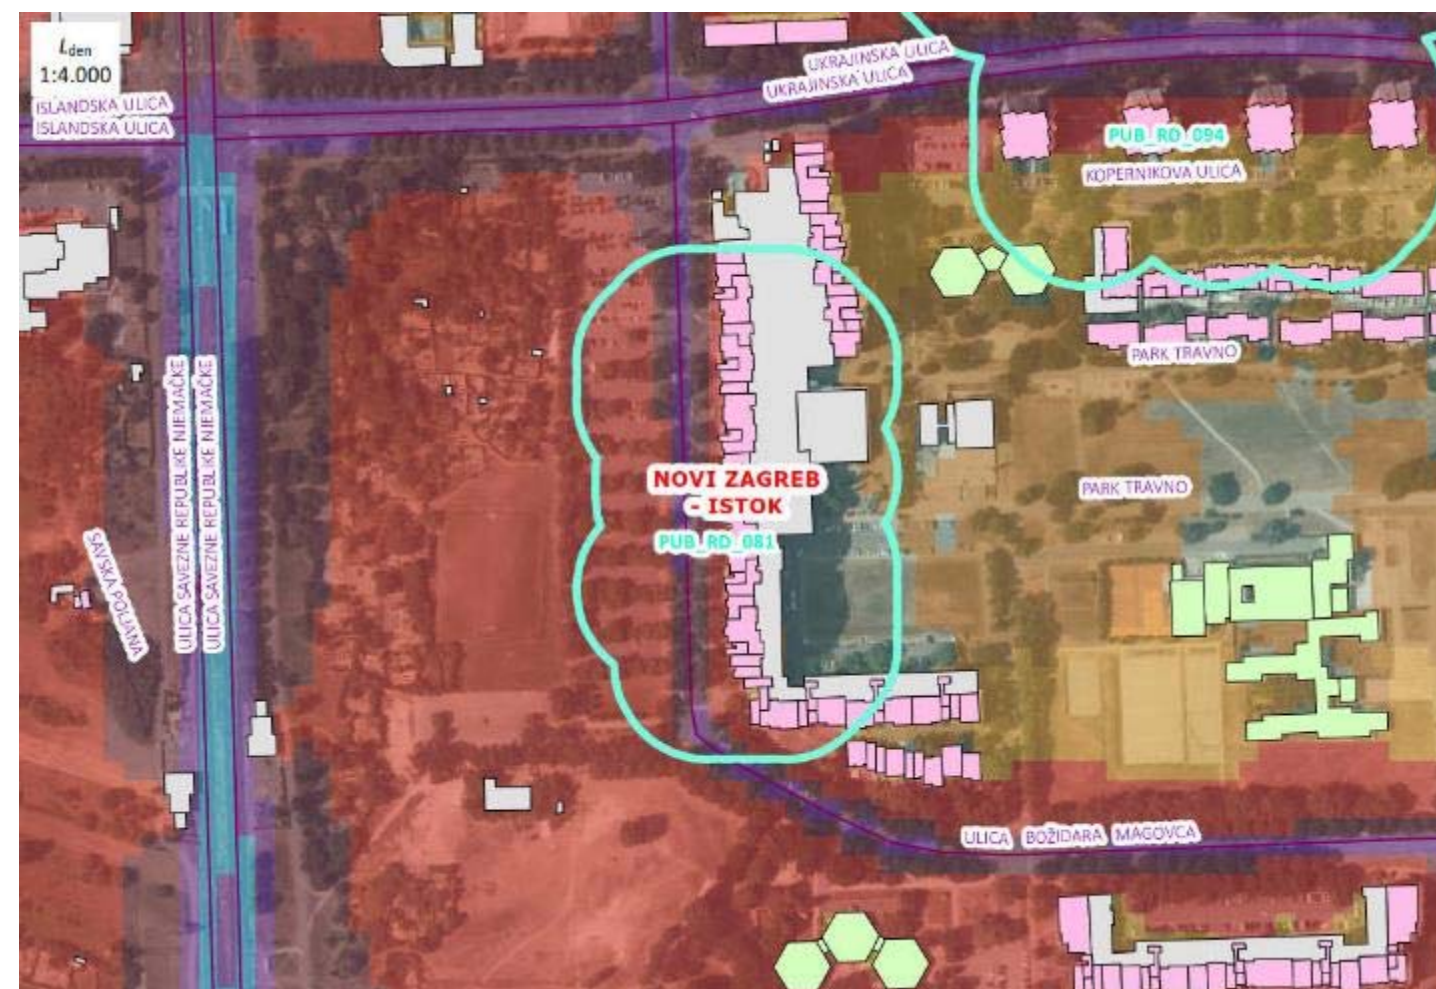 Lden
1:4.000
ISLANDSKA ULICA
ISLANDSKA ULICA
UKRAJINSKA ULICA
UKRAJINSKA ULICA
PUB_RD_094
KOPERNIKOVA ULICA
PARK TRAVNO
PARK TRAVNO
NOVI ZAGREB
- ISTOK
PUB_RD_081
ULICA SAVEZNE REPUBLIKE NJEMAČKE
ULICA SAVEZNE REPUBLIKE NJEMAČKE
SAVSKA POLJANA
ULICA BOŽIDARA MAGOVCA